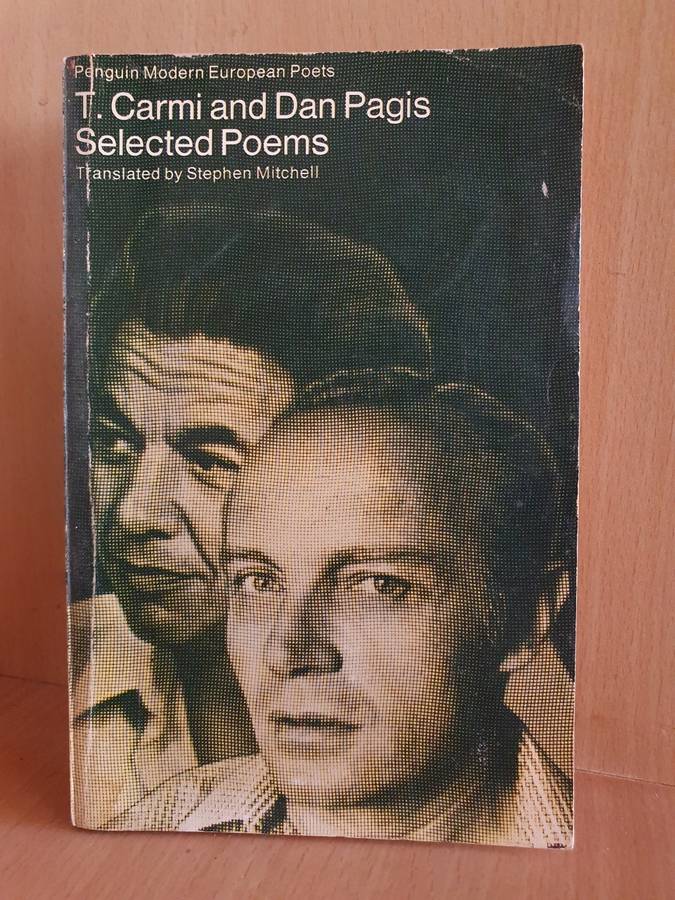 Penguin Modern European Poets
T. Carmi and Dan Pagis
Selected Poems
Translated by Stephen Mitchell